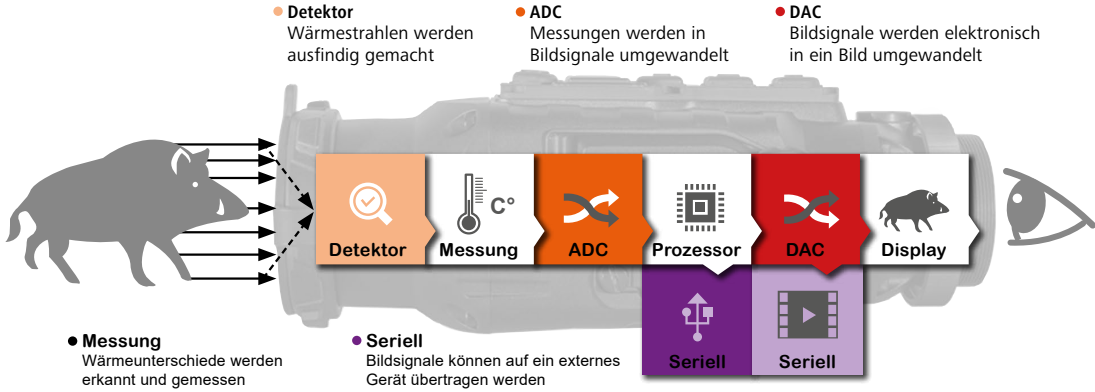 Detektor
Wärmestrahlen werden
ausfindig gemacht
ADC
Messungen werden in
Bildsignale umgewandelt
DAC
Bildsignale werden elektronisch
in ein Bild umgewandelt
C°
Detektor
Messung
ADC
Prozessor
DAC
Display
Seriell
Seriell
Messung
Wärmeunterschiede werden
erkannt und gemessen
Seriell
Bildsignale können auf ein externes
Gerät übertragen werden